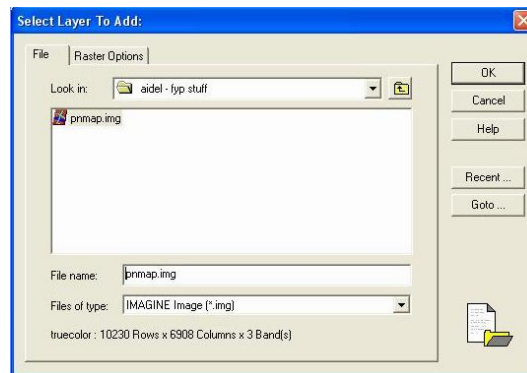 Select Layer To Add:
File
Raster Options
Look in:
aidel - fyp stuff
pnmap.img
File name:
pnmap.img
Files of type:
IMAGINE Image (*.img)
truecolor : 10230 Rows x 6908 Columns x 3 Band(s)
OK
Cancel
Help
Recent ...
Goto ...